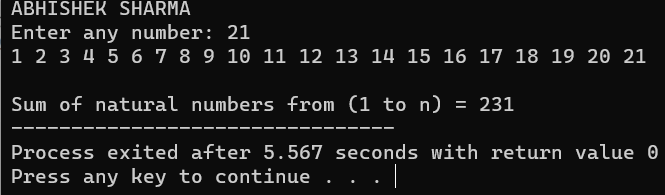 ABHISHEK SHARMA
Enter any number: 21
1 2 3 4 5 6 7 8 9 10 11 12 13 14 15 16 17 18 19 20 21
Sum of natural numbers from (1 to n) = 231
--------------------------------
Process exited after 5.567 seconds with return value 0
Press any key to continue . . .